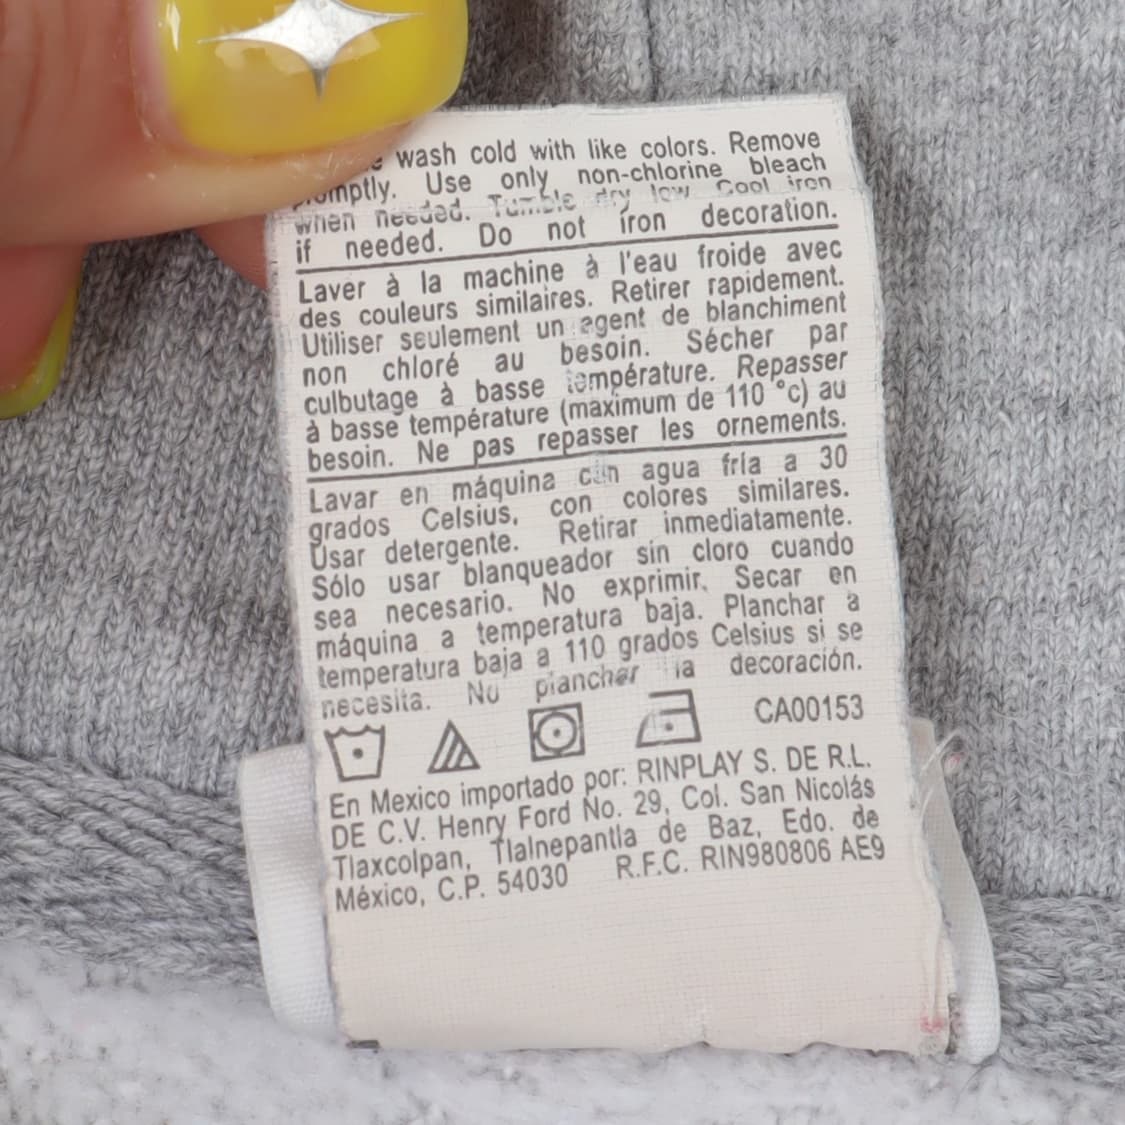 wash cold with like colors. Remove
promptly. Use only non-chlorine bleach
when needed. Tumble dry low. Cool iron
if needed. Do not iron decoration.
Laver à la machine à l'eau froide avec
des couleurs similaires. Retirer rapidement.
Utiliser seulement un agent de blanchiment
non chloré au besoin. Sécher par
culbutage à basse température. Repasser
à basse température (maximum de 110 °c) au
besoin. Ne pas repasser les ornements.
Lavar en máquina con agua fría a 30
grados Celsius, con colores similares.
Usar detergente. Retirar inmediatamente.
Sólo usar blanqueador sin cloro cuando
sea necesario. No exprimir. Secar en
máquina a temperatura baja. Planchar a
temperatura baja a 110 grados Celsius si se
necesita. No planchar la decoración.
CA00153
En Mexico importado por: RINPLAY S. DE R.L.
DE C.V. Henry Ford No. 29, Col. San Nicolás
Tlaxcolpan, Tlalnepantla de Baz, Edo. de
México, C.P. 54030 R.F.C. RIN980806 AE9